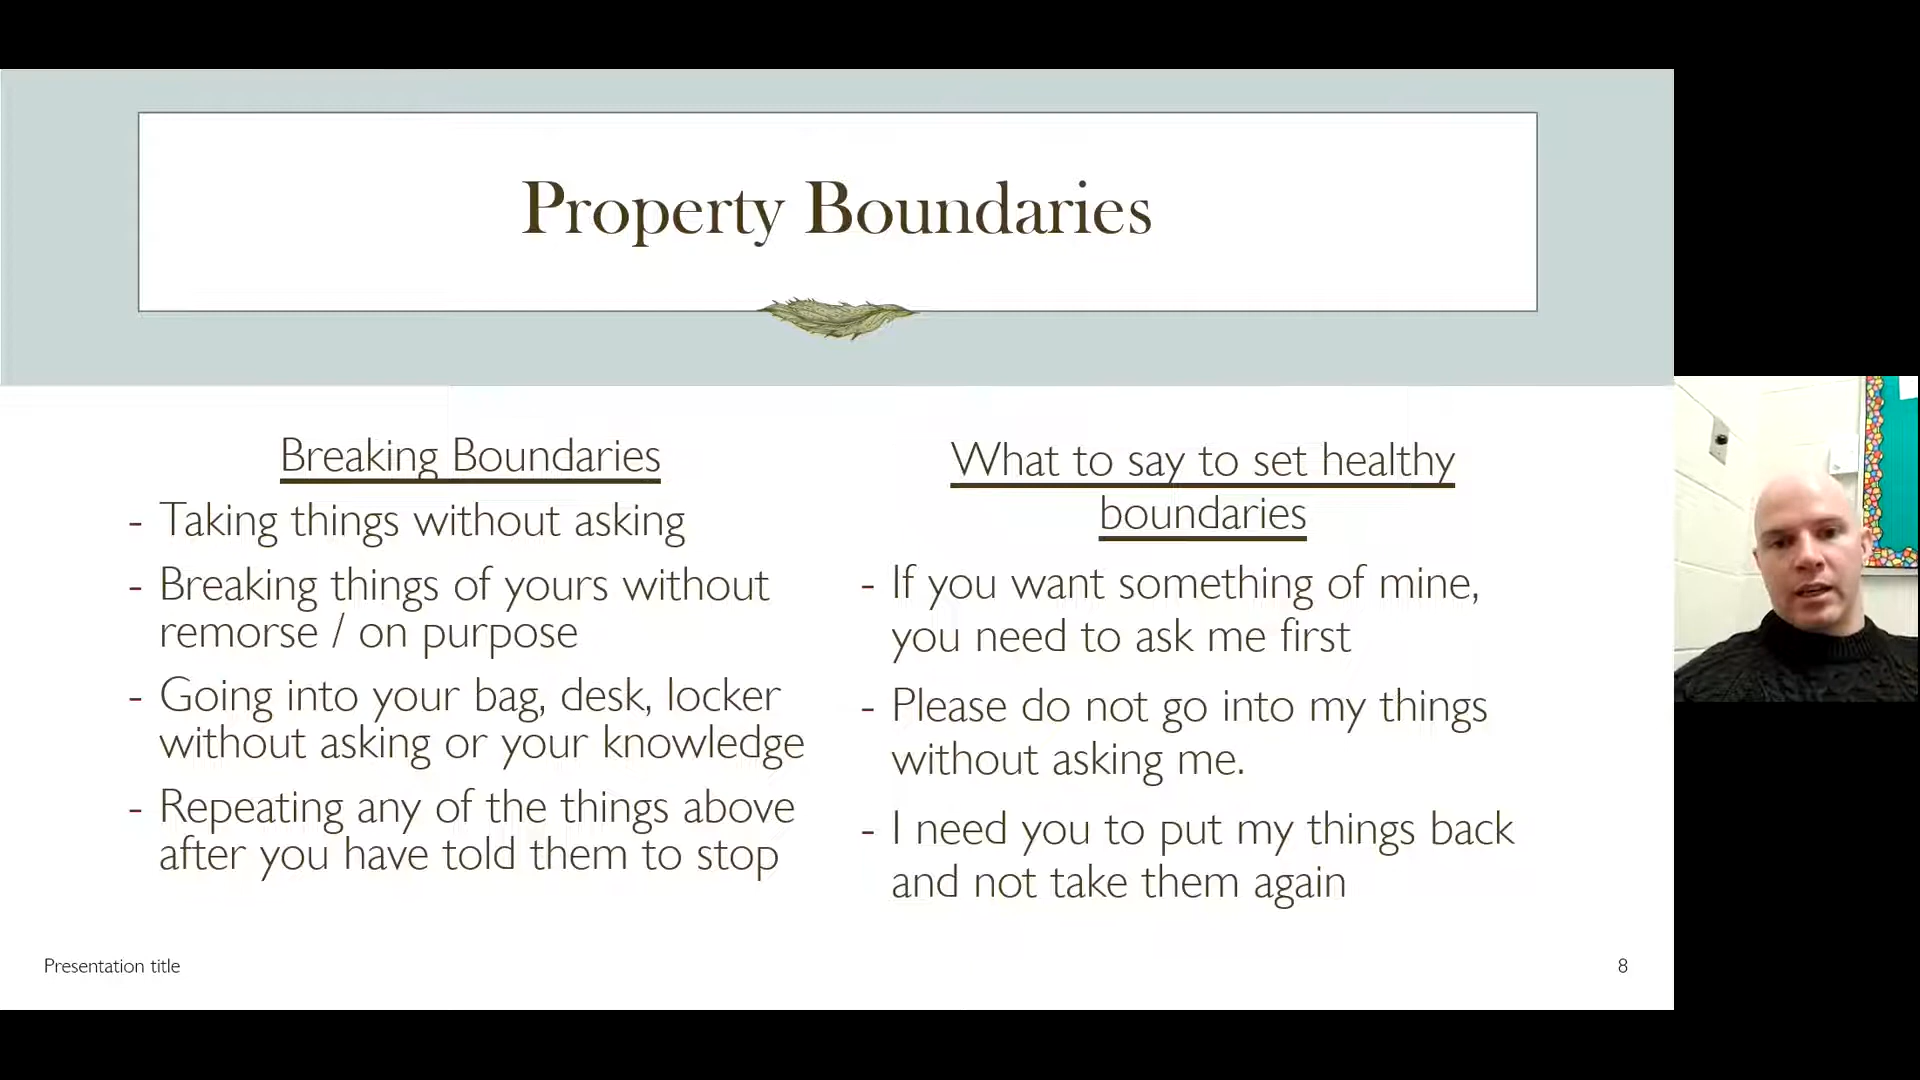 Property Boundaries
Breaking Boundaries
- Taking things without asking
- Breaking things of yours without
remorse / on purpose
- Going into your bag, desk, locker
without asking or your knowledge
- Repeating any of the things above
after you have told them to stop
What to say to set healthy
boundaries
- If you want something of mine,
you need to ask me first
- Please do not go into my things
without asking me.
- I need you to put my things back
and not take them again
Presentation title
8